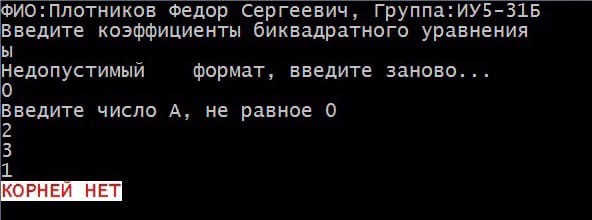 ФИО:Плотников Федор Сергеевич, Группа:ИУ5-31Б
Введите коэффициенты биквадратного уравнения
ы
Недопустимый    формат, введите заново...
0
Введите число А, не равное 0
2
3
1
КОРНЕЙ НЕТ